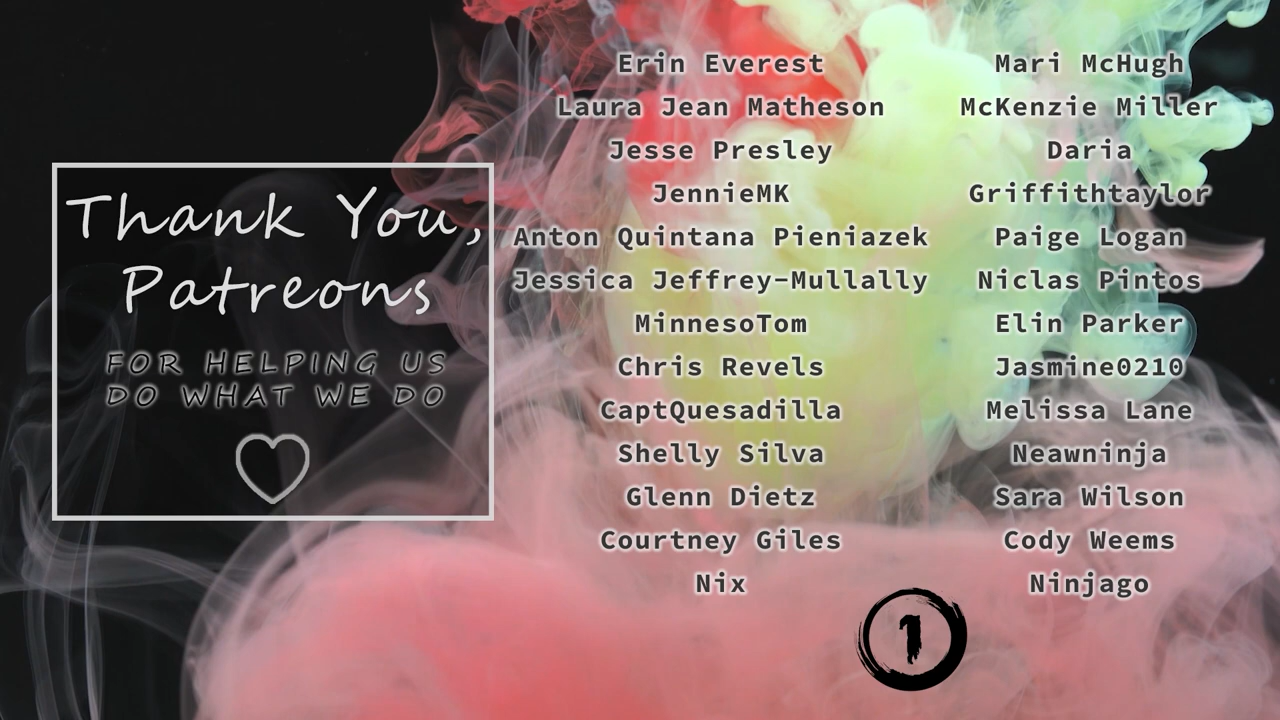 Thank You,
Patreons
FOR HELPING US
DO WHAT WE DO
Erin Everest
Laura Jean Matheson
Jesse Presley
JennieMK
Anton Quintana Pieniazek
Jessica Jeffrey-Mullally
MinnesoTom
Chris Revels
CaptQuesadilla
Shelly Silva
Glenn Dietz
Courtney Giles
Nix
Mari McHugh
McKenzie Miller
Daria
Griffithtaylor
Paige Logan
Niclas Pintos
Elin Parker
Jasmine0210
Melissa Lane
Neawninja
Sara Wilson
Cody Weems
Ninjago
1